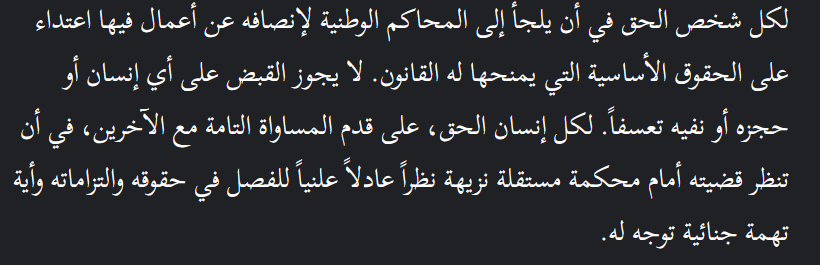 لكل شخص الحق في أن يلجأ إلى المحاكم الوطنية لإنصافه عن أعمال فيها اعتداء
على الحقوق الأساسية التي يمنحها له القانون. لا يجوز القبض على أي إنسان أو
حجزه أو نفيه تعسفاً. لكل إنسان الحق، على قدم المساواة التامة مع الآخرين، في أن
تنظر قضيته أمام محكمة مستقلة نزيهة نظراً عادلاً علنياً للفصل في حقوقه والتزاماته وأية
تهمة جنائية توجه له.